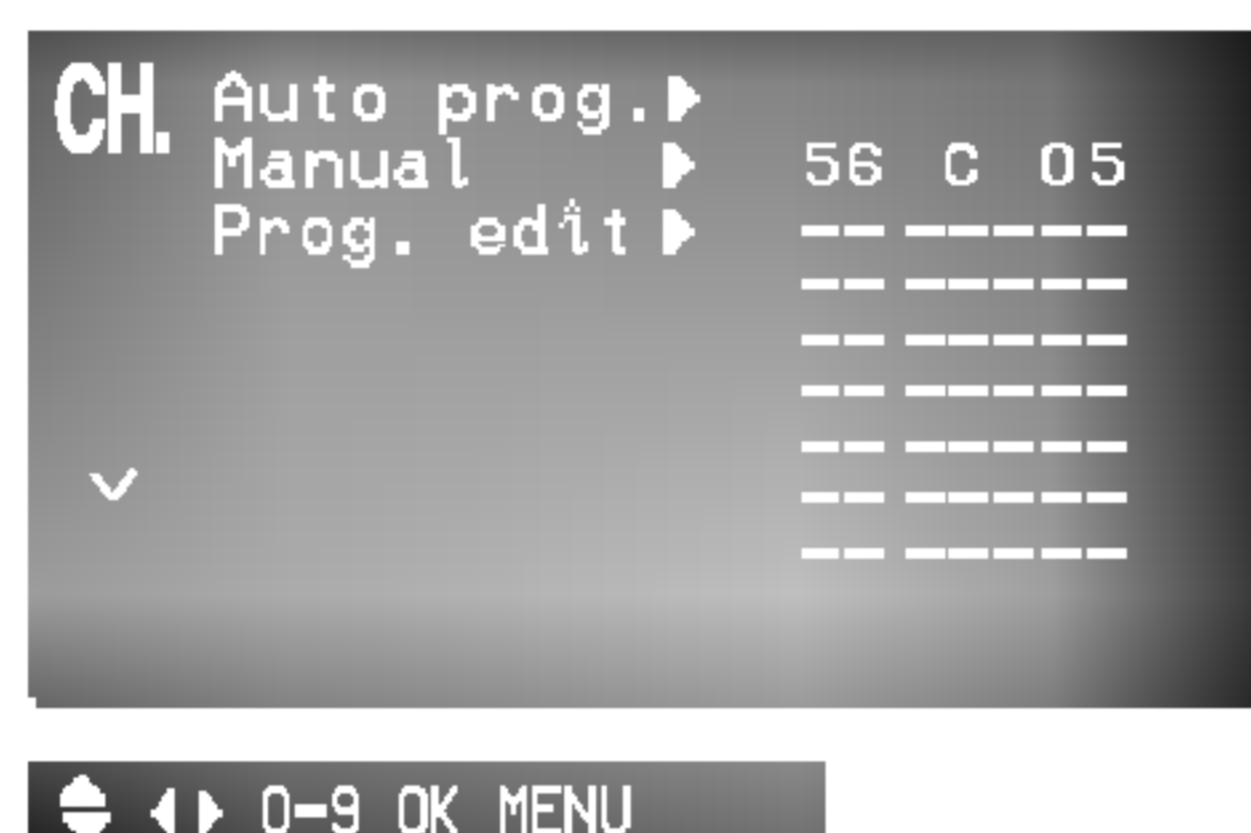 CH. Auto prog.▶
Manual ▶ 56 C 05
Prog. edit ▶ -- -----
-- -----
-- -----
-- -----
-- -----
-- -----
-- -----
0-9 OK MENU